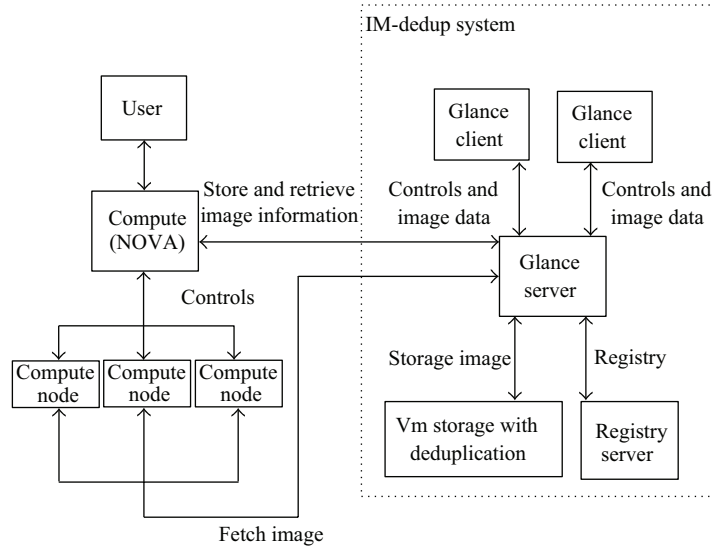 IM-dedup system
User
Glance
client
Glance
client
Store and retrieve
image information
Controls and
image data
Controls and
image data
Compute
(NOVA)
Glance
server
Controls
Storage image
Registry
Compute
node
Compute
node
Compute
node
Vm storage with
deduplication
Registry
server
Fetch image